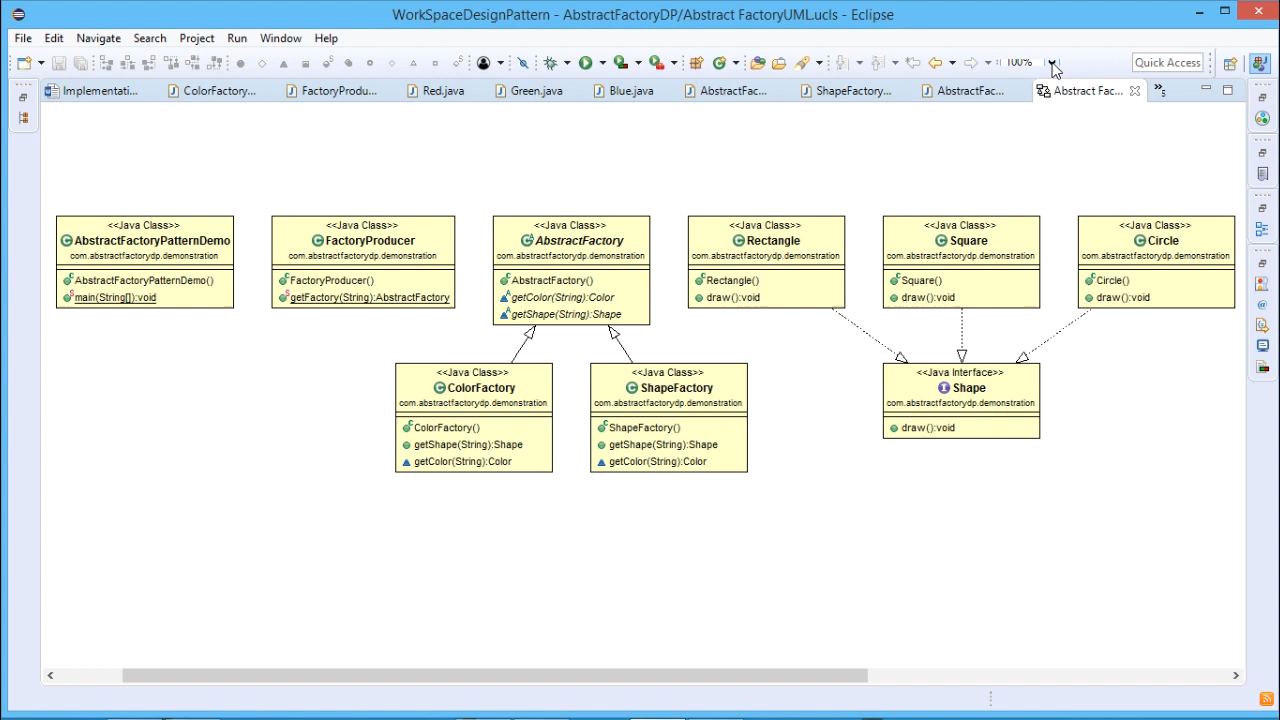 WorkSpaceDesignPattern - AbstractFactoryDP/Abstract FactoryUML.ucls - Eclipse
File Edit Navigate Search Project Run Window Help
100% Quick Access
Implementati... ColorFactory... FactoryProdu... Red.java Green.java Blue.java AbstractFac... ShapeFactory... AbstractFac... Abstract Fac... »5
<<Java Class>>
AbstractFactoryPatternDemo
com.abstractfactorydp.demonstration
AbstractFactoryPatternDemo()
main(String[]):void
<<Java Class>>
FactoryProducer
com.abstractfactorydp.demonstration
FactoryProducer()
getFactory(String):AbstractFactory
<<Java Class>>
AbstractFactory
com.abstractfactorydp.demonstration
AbstractFactory()
getColor(String):Color
getShape(String):Shape
<<Java Class>>
Rectangle
com.abstractfactorydp.demonstration
Rectangle()
draw():void
<<Java Class>>
Square
com.abstractfactorydp.demonstration
Square()
draw():void
<<Java Class>>
Circle
com.abstractfactorydp.demonstration
Circle()
draw():void
<<Java Class>>
ColorFactory
com.abstractfactorydp.demonstration
ColorFactory()
getShape(String):Shape
getColor(String):Color
<<Java Class>>
ShapeFactory
com.abstractfactorydp.demonstration
ShapeFactory()
getShape(String):Shape
getColor(String):Color
<<Java Interface>>
Shape
com.abstractfactorydp.demonstration
draw():void